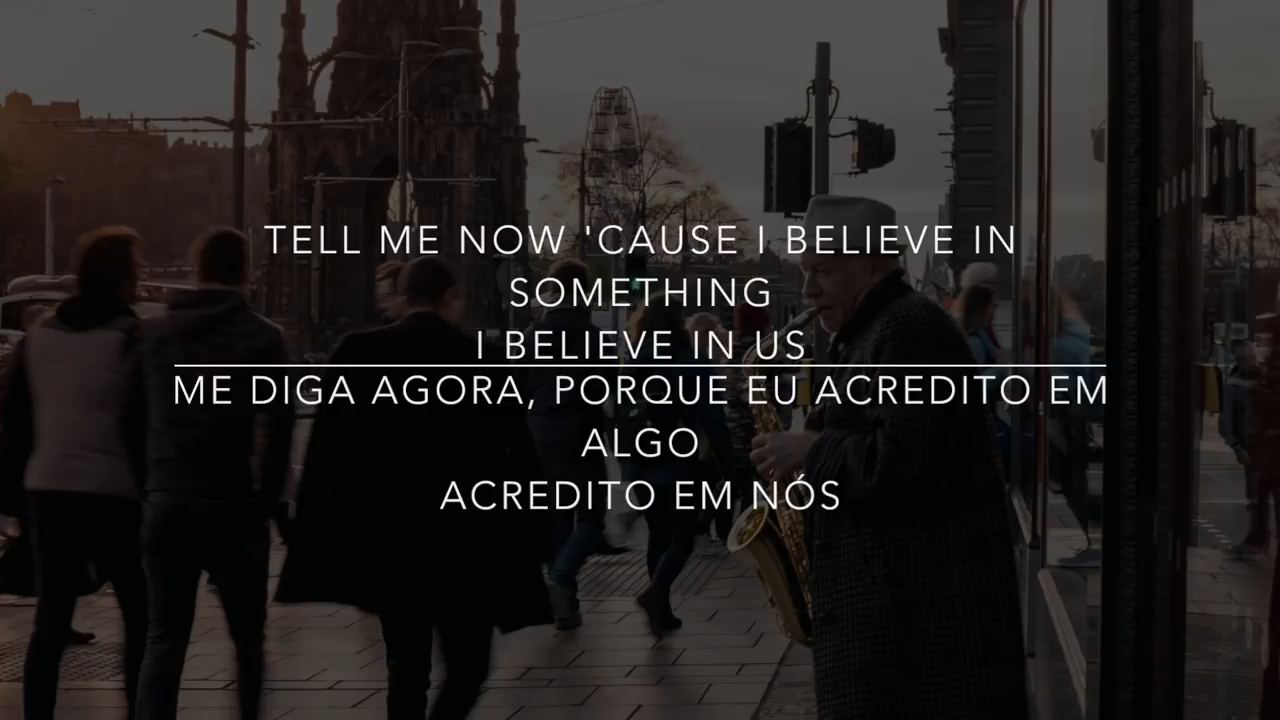 TELL ME NOW 'CAUSE I BELIEVE IN
SOMETHING
I BELIEVE IN US
ME DIGA AGORA, PORQUE EU ACREDITO EM
ALGO
ACREDITO EM NÓS